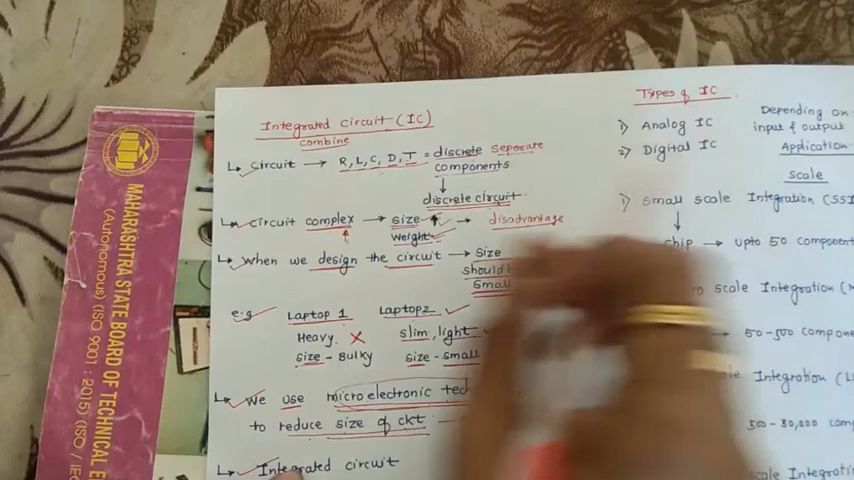 MAHARASHTRA STATE BOARD OF TECHNICAL E
(Autonomous) (ISO 9001 : 2015) (ISO / IEC
Integrated Circuit (IC)
combine
Circuit → R, L, C, D, T = discrete Seperate
components
discrete circuit
Circuit complex → size ↑ → disadvantage
weight
When we design the circuit → Size
should b
small
e.g Laptop 1 Laptop2
Heavy ✗ slim, light
size - Bulky size - small
We use microelectronic tec
to reduce size of ckt
Integrated circuit
Types of IC
1) Analog IC
2) Digital IC
Depending on
input & output
Application
Scale
1) Small scale Integration (SSI
chip → upto 50 component
scale Integration (M
50-500 compone
Integration (L
500-50,000 com
scale Integrati